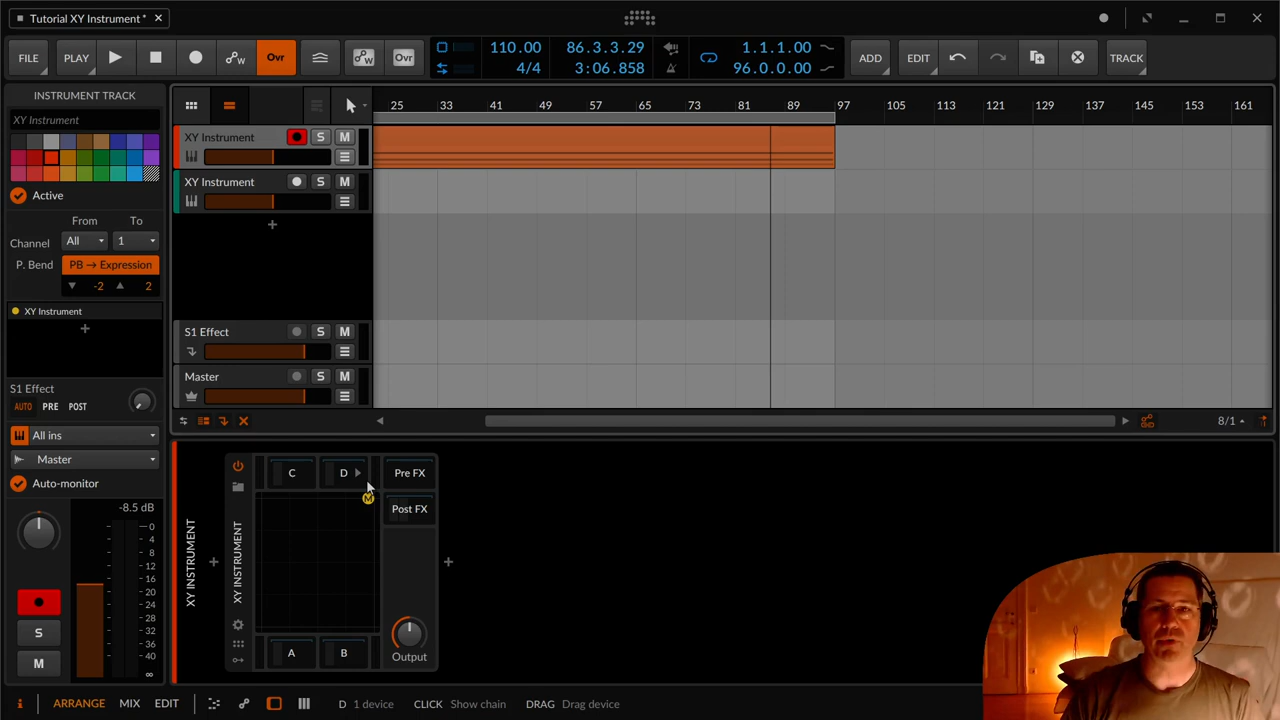 Tutorial XY Instrument *
FILE
PLAY
Ovr
Ovr
110.00
4/4
86.3.3.29
3:06.858
1.1.1.00
96.0.0.00
ADD
EDIT
TRACK
INSTRUMENT TRACK
XY Instrument
Active
From
To
Channel
All
1
P. Bend
PB → Expression
-2
2
XY Instrument
S1 Effect
AUTO
PRE
POST
All ins
Master
Auto-monitor
-8.5 dB
0
4
8
12
16
20
24
28
32
36
40
∞
S
M
25
33
41
49
57
65
73
81
89
97
105
113
121
129
137
145
153
161
XY Instrument
S
M
XY Instrument
S
M
S1 Effect
S
M
Master
S
M
8/1
XY INSTRUMENT
XY INSTRUMENT
C
D
Pre FX
M
Post FX
A
B
Output
i
ARRANGE
MIX
EDIT
D 1 device
CLICK Show chain
DRAG Drag device